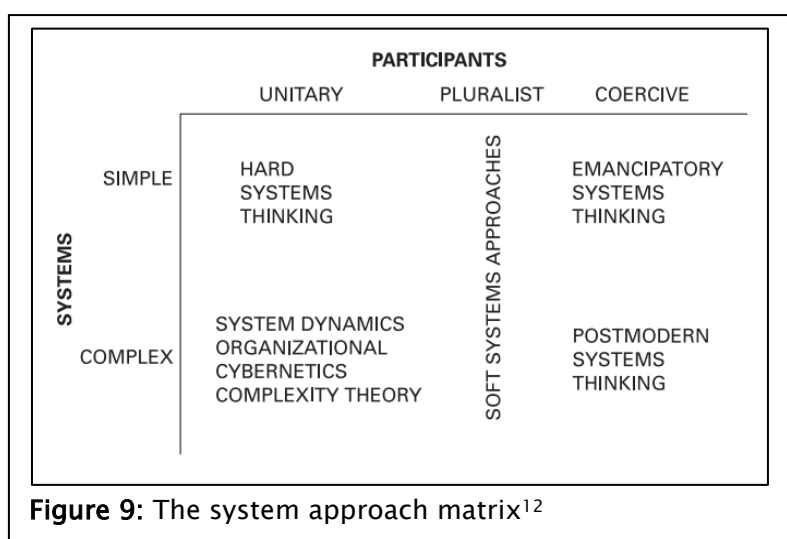 PARTICIPANTS
UNITARY PLURALIST COERCIVE
SYSTEMS
SIMPLE
HARD
SYSTEMS
THINKING
SOFT SYSTEMS APPROACHES
EMANCIPATORY
SYSTEMS
THINKING
COMPLEX
SYSTEM DYNAMICS
ORGANIZATIONAL
CYBERNETICS
COMPLEXITY THEORY
POSTMODERN
SYSTEMS
THINKING
Figure 9: The system approach matrix¹²